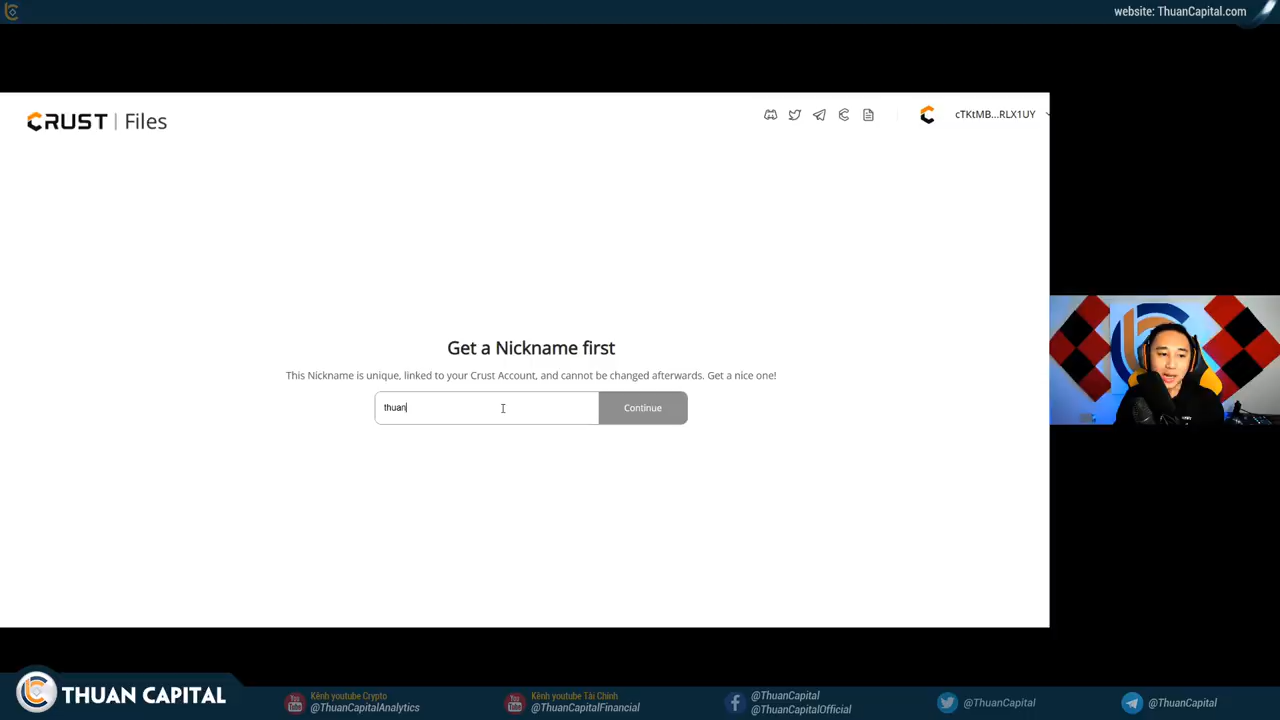 website: ThuanCapital.com
CRUST | Files
cTKtMB...RLX1UY
Get a Nickname first
This Nickname is unique, linked to your Crust Account, and cannot be changed afterwards. Get a nice one!
thuan
Continue
THUAN CAPITAL
Kênh youtube Crypto
@ThuanCapitalAnalytics
Kênh youtube Tài Chính
@ThuanCapitalFinancial
@ThuanCapital
@ThuanCapitalOfficial
@ThuanCapital
@ThuanCapital